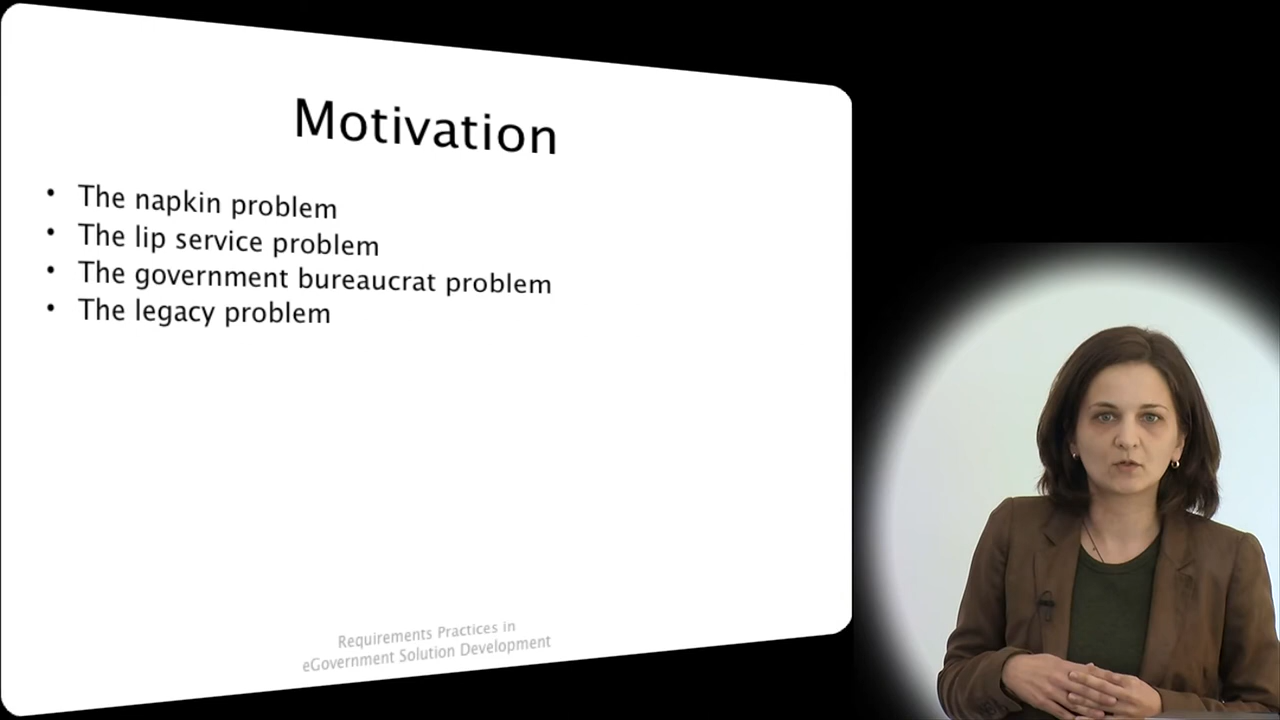 Motivation
• The napkin problem
• The lip service problem
• The government bureaucrat problem
• The legacy problem
Requirements Practices in
eGovernment Solution Development